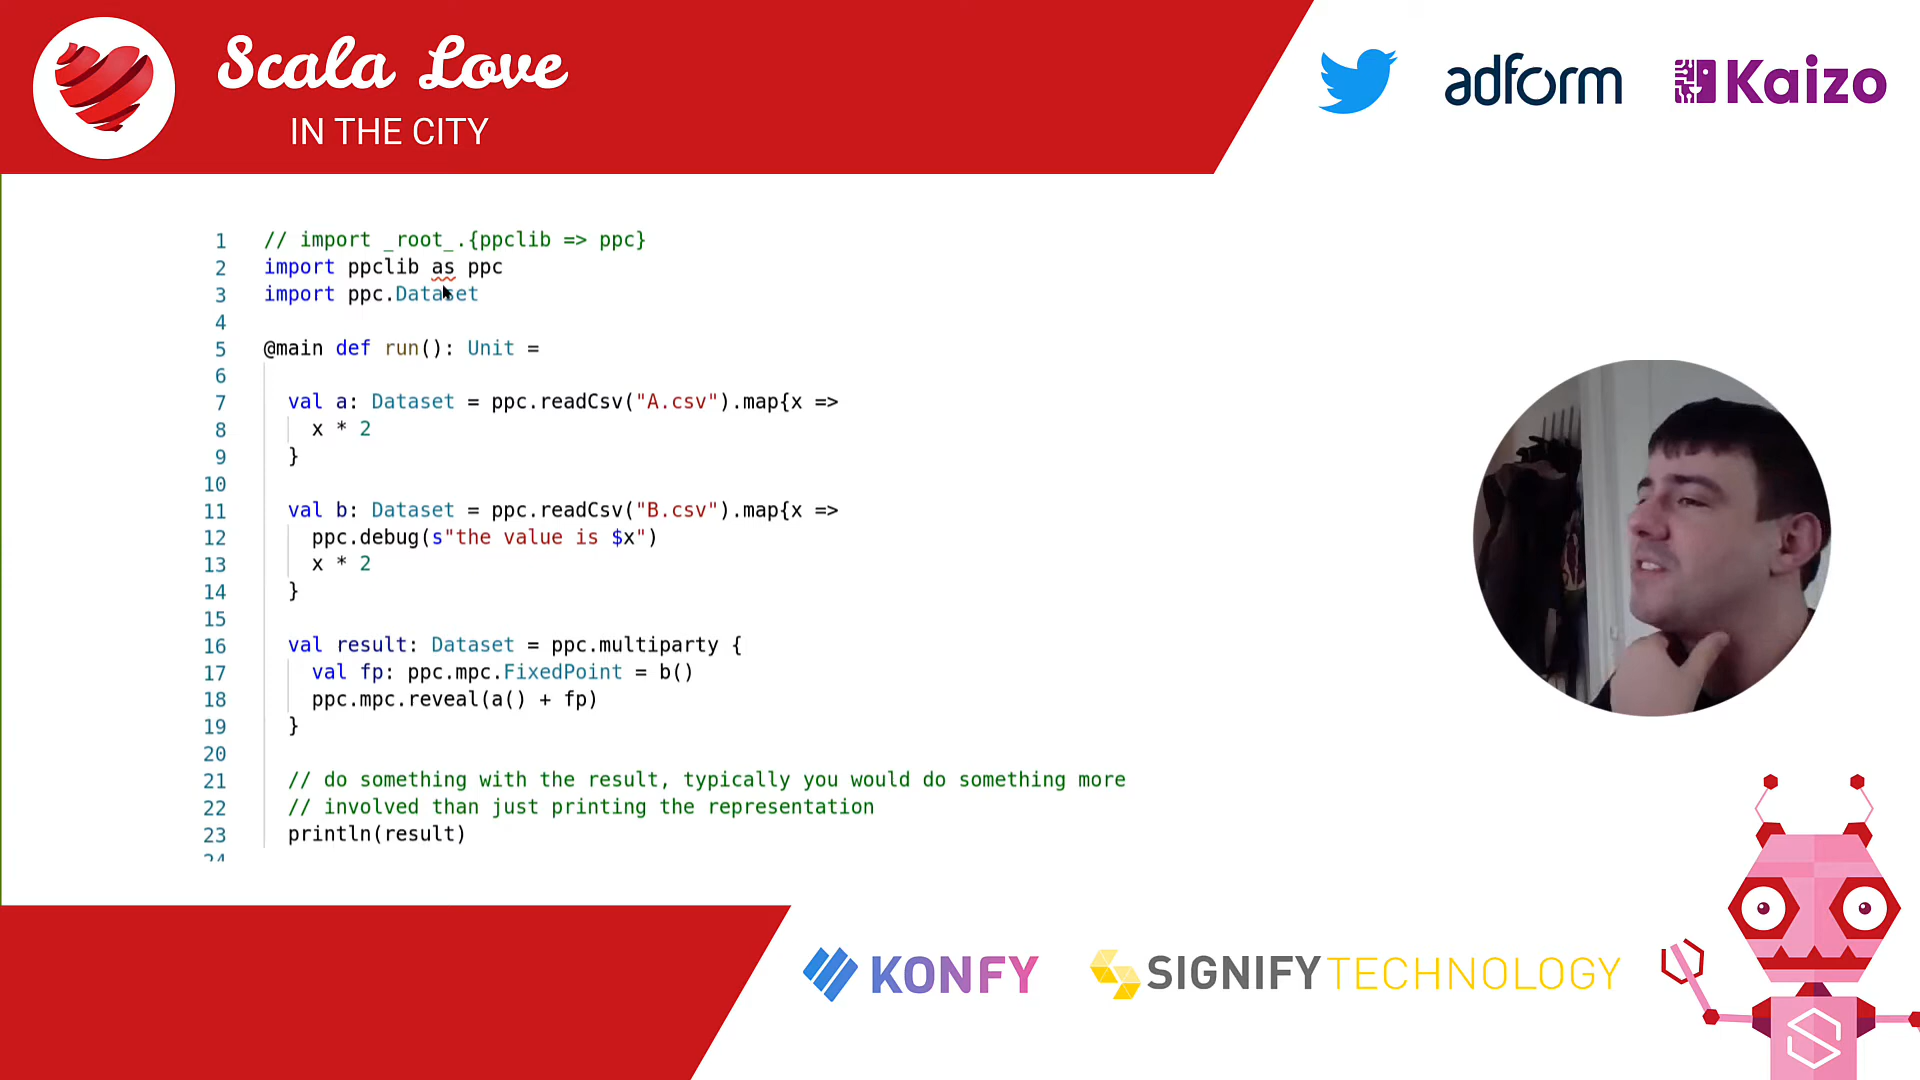 Scala Love
IN THE CITY
adform
Kaizo
1 // import _root_.{ppclib => ppc}
2 import ppclib as ppc
3 import ppc.Dataset
4
5 @main def run(): Unit =
6
7 val a: Dataset = ppc.readCsv("A.csv").map{x =>
8 x * 2
9 }
10
11 val b: Dataset = ppc.readCsv("B.csv").map{x =>
12 ppc.debug(s"the value is $x")
13 x * 2
14 }
15
16 val result: Dataset = ppc.multiparty {
17 val fp: ppc.mpc.FixedPoint = b()
18 ppc.mpc.reveal(a() + fp)
19 }
20
21 // do something with the result, typically you would do something more
22 // involved than just printing the representation
23 println(result)
24
KONFY
SIGNIFYTECHNOLOGY